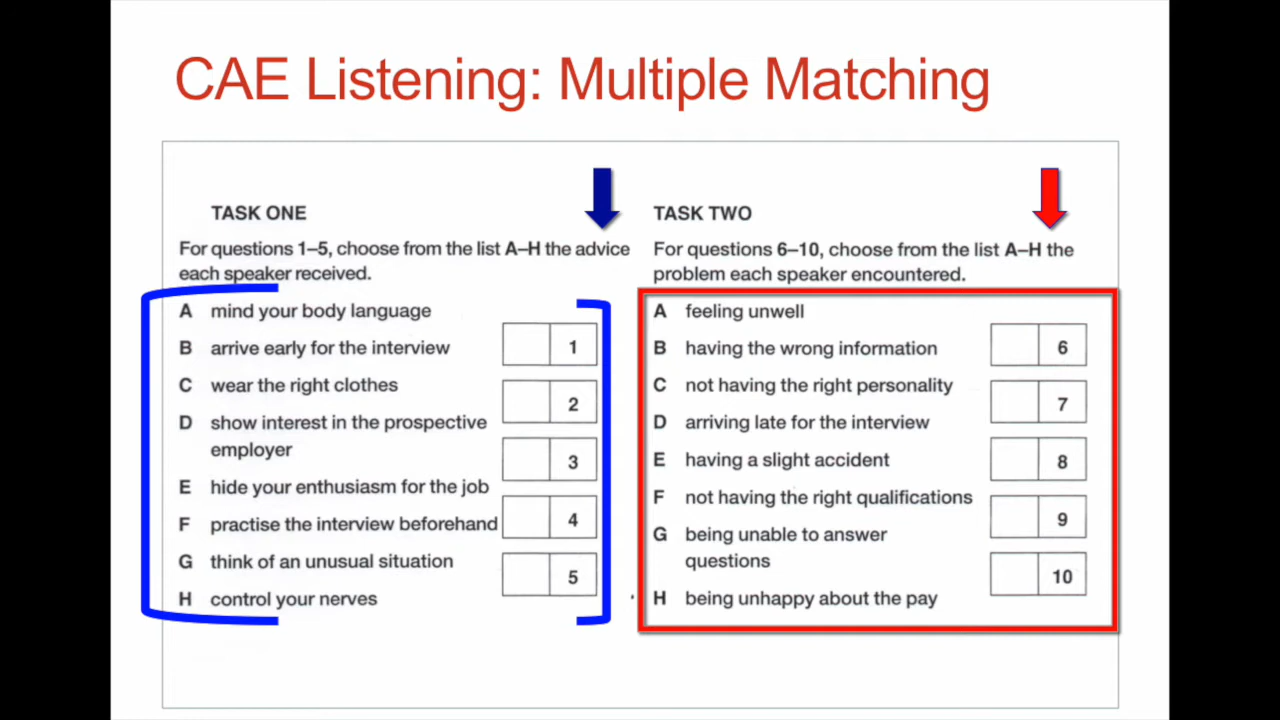 CAE Listening: Multiple Matching
TASK ONE
For questions 1–5, choose from the list A–H the advice
each speaker received.
A mind your body language
B arrive early for the interview
C wear the right clothes
D show interest in the prospective
employer
E hide your enthusiasm for the job
F practise the interview beforehand
G think of an unusual situation
H control your nerves
1
2
3
4
5
TASK TWO
For questions 6–10, choose from the list A–H the
problem each speaker encountered.
A feeling unwell
B having the wrong information
C not having the right personality
D arriving late for the interview
E having a slight accident
F not having the right qualifications
G being unable to answer
questions
H being unhappy about the pay
6
7
8
9
10